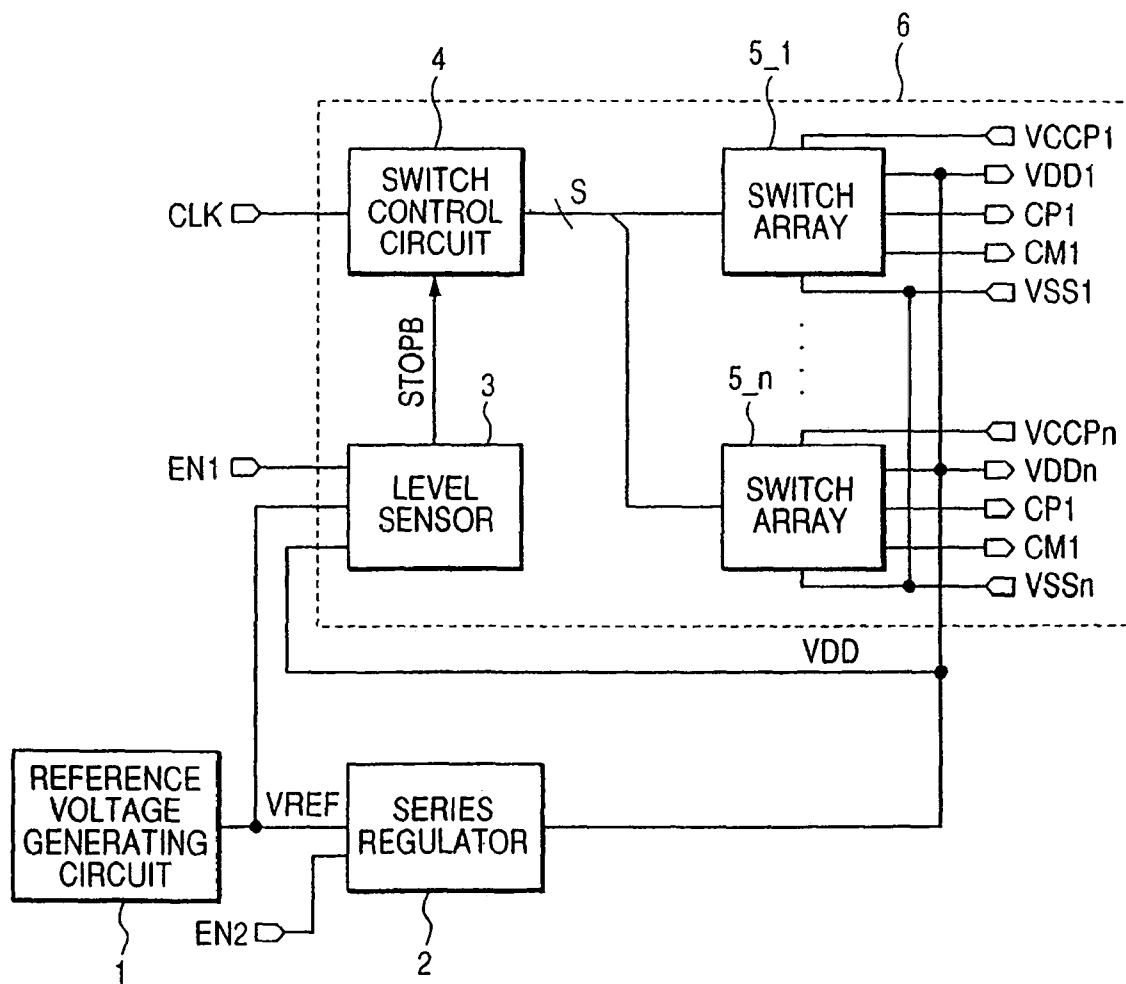 6
4
5_1
SWITCH
CONTROL
CIRCUIT
CLK
S
SWITCH
ARRAY
VCCP1
VDD1
CP1
CM1
VSS1
STOPB
3
5_n
EN1
LEVEL
SENSOR
SWITCH
ARRAY
VCCPn
VDDn
CP1
CM1
VSSn
VDD
REFERENCE
VOLTAGE
GENERATING
CIRCUIT
VREF
SERIES
REGULATOR
EN2
1
2